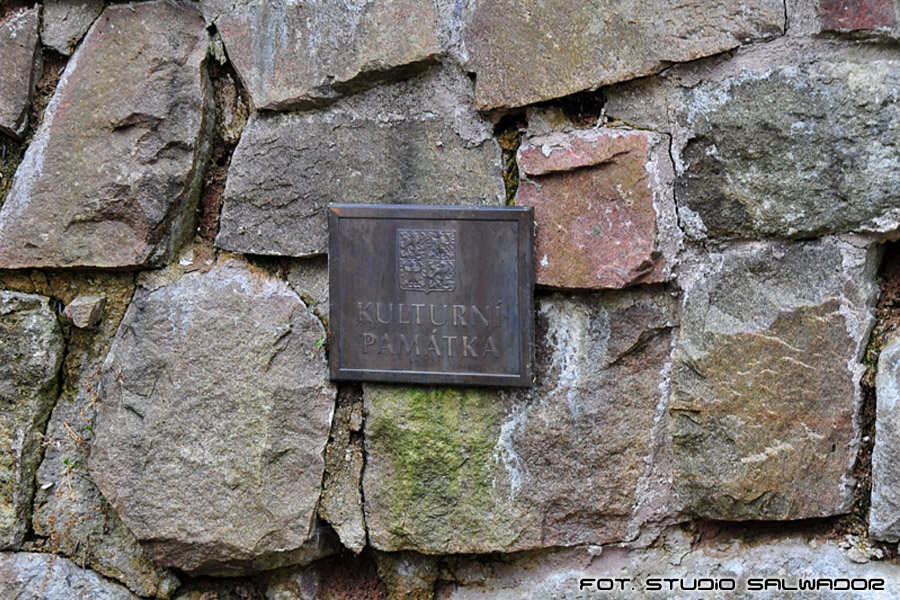 KULTURNÍ
PAMÁTKA
FOT. STUDiO SALWADOR